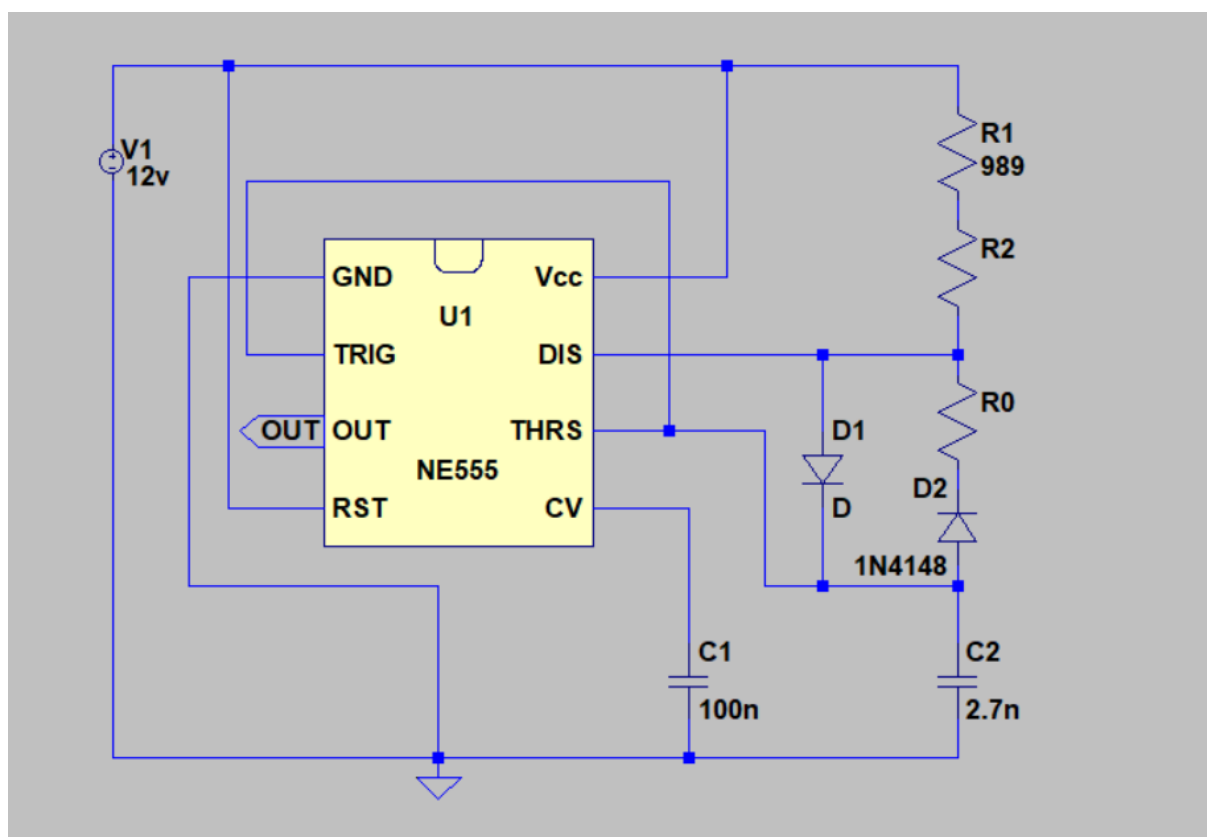 V1
12v
R1
989
R2
GND
Vcc
U1
TRIG
DIS
R0
OUT
OUT
THRS
D1
NE555
D2
RST
CV
D
1N4148
C1
100n
C2
2.7n